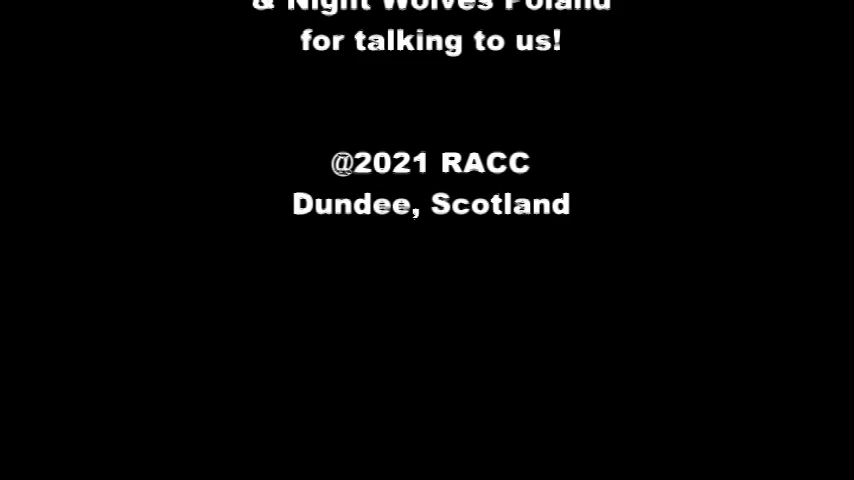 & Night Wolves Poland
for talking to us!
@2021 RACC
Dundee, Scotland